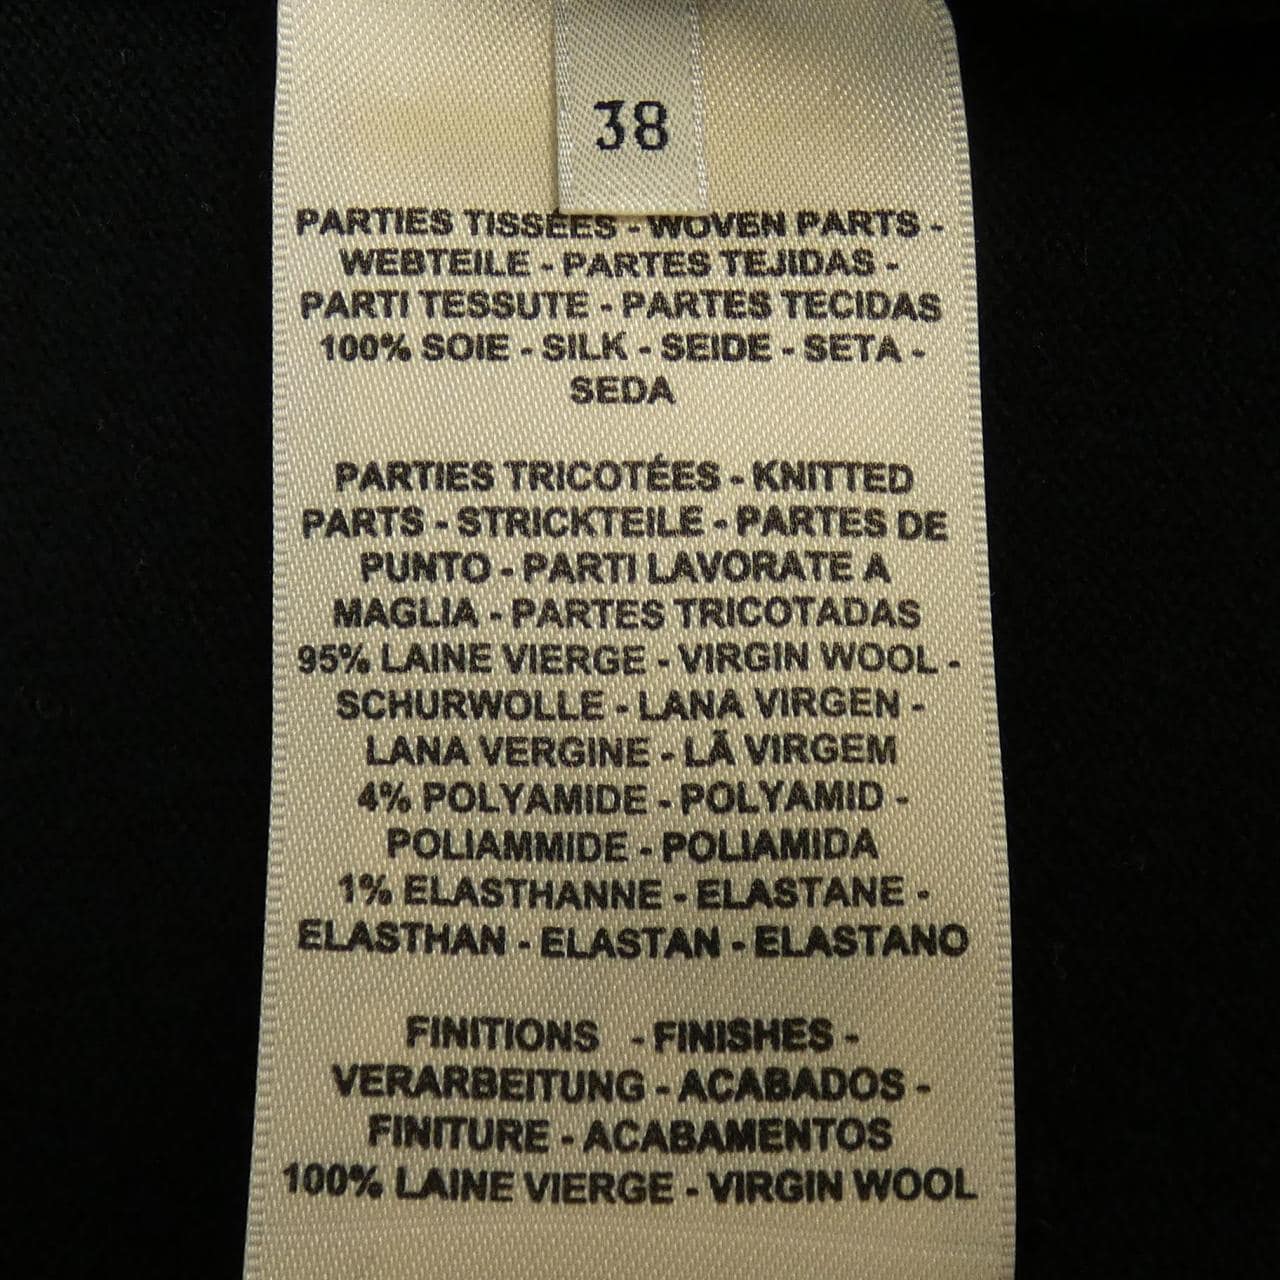 38
PARTIES TISSÉES - WOVEN PARTS -
WEBTEILE - PARTES TEJIDAS -
PARTI TESSUTE - PARTES TECIDAS
100% SOIE - SILK - SEIDE - SETA -
SEDA
PARTIES TRICOTÉES - KNITTED
PARTS - STRICKTEILE - PARTES DE
PUNTO - PARTI LAVORATE A
MAGLIA - PARTES TRICOTADAS
95% LAINE VIERGE - VIRGIN WOOL -
SCHURWOLLE - LANA VIRGEN -
LANA VERGINE - LÃ VIRGEM
4% POLYAMIDE - POLYAMID -
POLIAMMIDE - POLIAMIDA
1% ELASTHANNE - ELASTANE -
ELASTHAN - ELASTAN - ELASTANO
FINITIONS - FINISHES -
VERARBEITUNG - ACABADOS -
FINITURE - ACABAMENTOS
100% LAINE VIERGE - VIRGIN WOOL